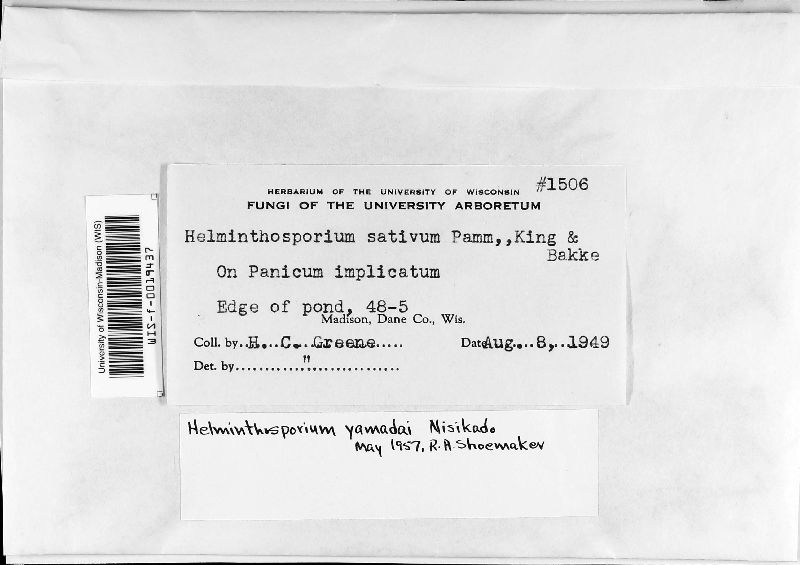 HERBARIUM OF THE UNIVERSITY OF WISCONSIN #1506
FUNGI OF THE UNIVERSITY ARBORETUM
Helminthosporium sativum Pamm,,King &
Bakke
On Panicum implicatum
Edge of pond, 48-5
Madison, Dane Co., Wis.
Coll. by..H...C...Greene..... Date Aug...8,..1949
Det. by............"..............
University of Wisconsin-Madison (WIS)
WIS-f-0019437
Helminthosporium yamadai Nisikado
May 1957, R.A. Shoemaker